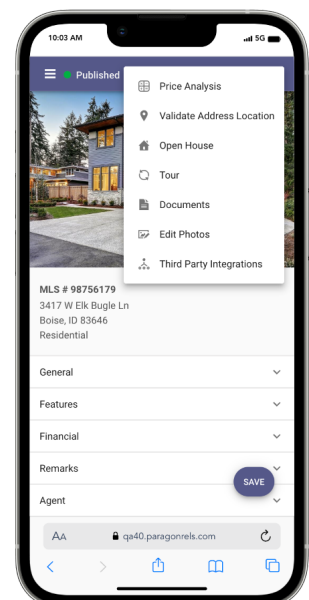 10:03 AM
5G
Published
Price Analysis
Validate Address Location
Open House
Tour
Documents
Edit Photos
Third Party Integrations
MLS # 98756179
3417 W Elk Bugle Ln
Boise, ID 83646
Residential
General
Features
Financial
Remarks
SAVE
Agent
AA
qa40.paragonrels.com